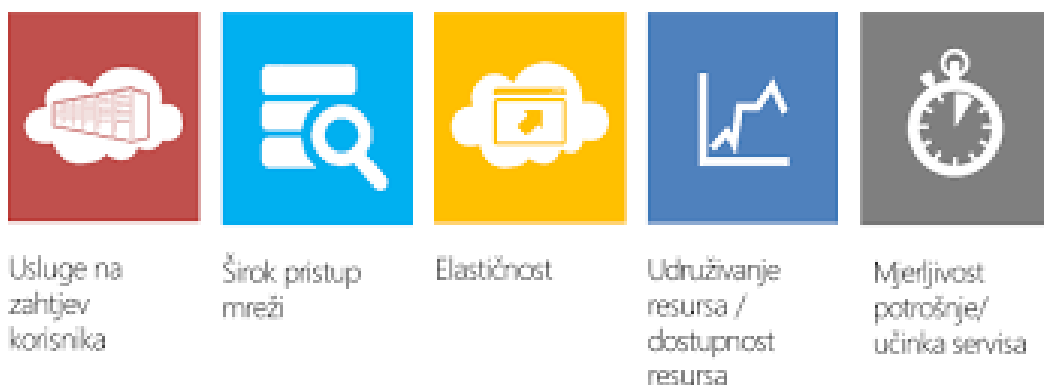 Usluge na
zahtjev
korisnika
Širok pristup
mreži
Elastičnost
Udruživanje
resursa /
dostupnost
resursa
Mjerljivost
potrošnje/
učinka servisa